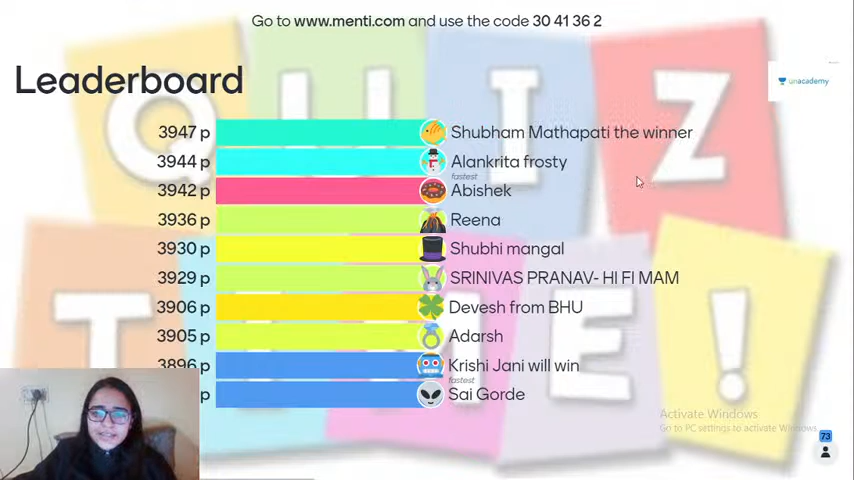 Go to www.menti.com and use the code 30 41 36 2
Leaderboard
unacademy
QUIZ
TIME!
3947 p Shubham Mathapati the winner
3944 p Alankrita frosty
fastest
3942 p Abishek
3936 p Reena
3930 p Shubhi mangal
3929 p SRINIVAS PRANAV- HI FI MAM
3906 p Devesh from BHU
3905 p Adarsh
3896 p Krishi Jani will win
fastest
p Sai Gorde
Activate Windows
Go to PC settings to activate Windows.
73